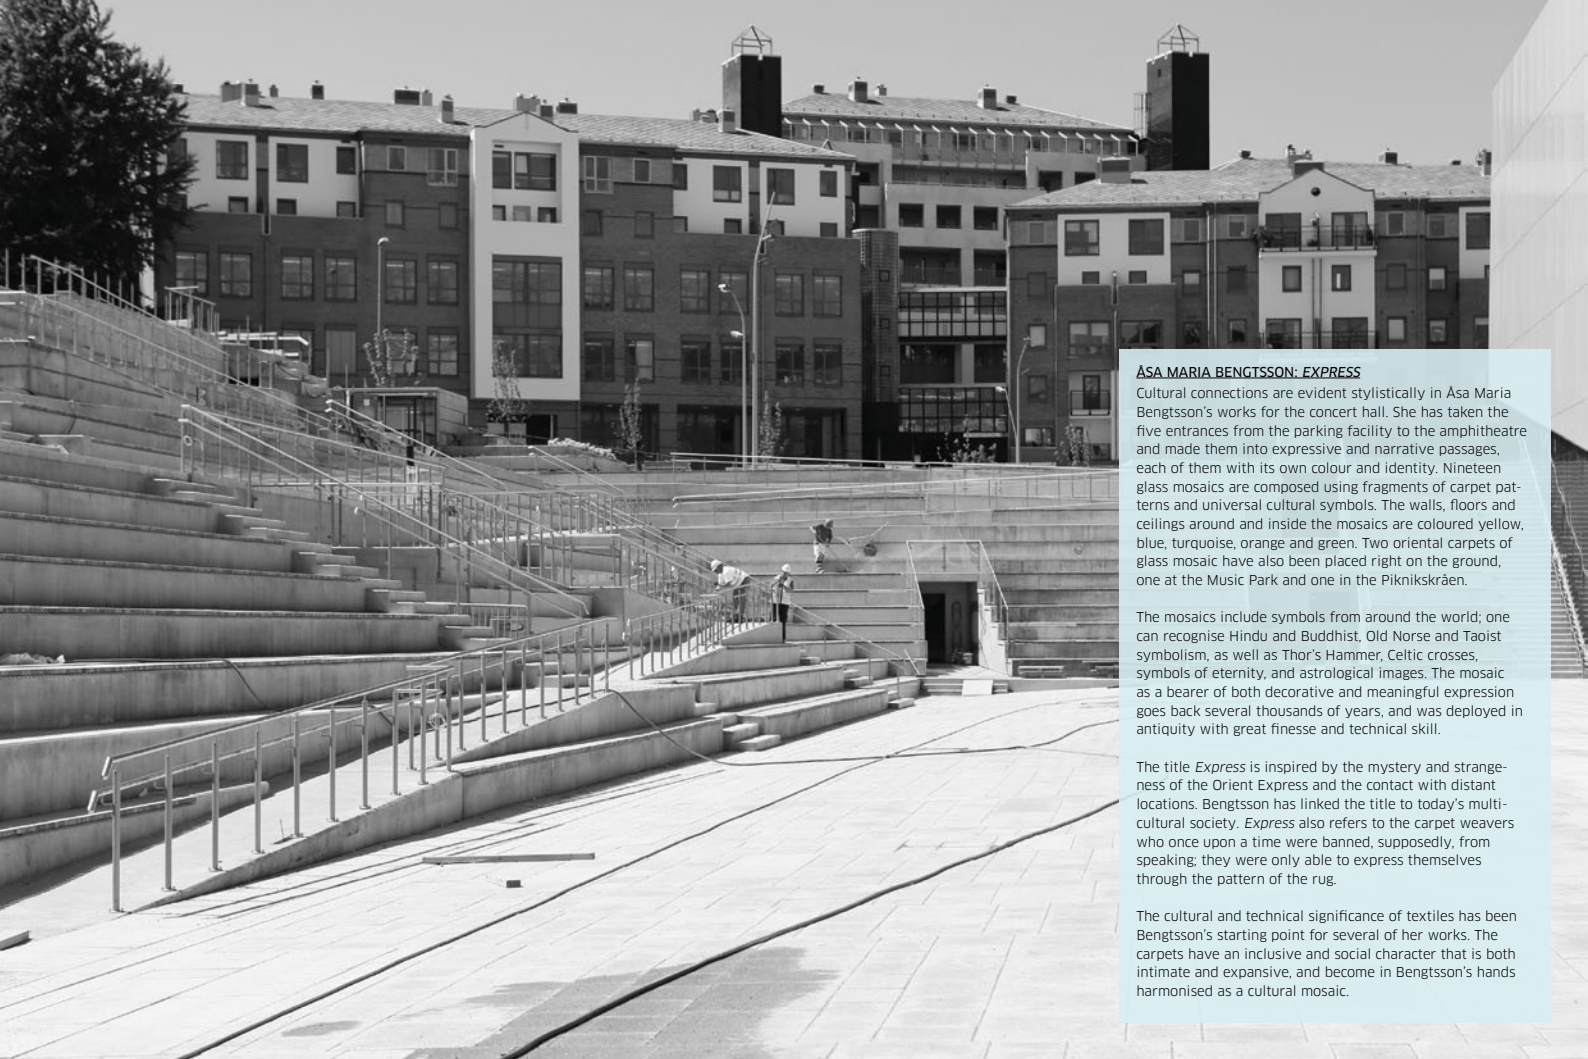 ÅSA MARIA BENGTSSON: EXPRESS
Cultural connections are evident stylistically in Åsa Maria
Bengtsson's works for the concert hall. She has taken the
five entrances from the parking facility to the amphitheatre
and made them into expressive and narrative passages,
each of them with its own colour and identity. Nineteen
glass mosaics are composed using fragments of carpet pat-
terns and universal cultural symbols. The walls, floors and
ceilings around and inside the mosaics are coloured yellow,
blue, turquoise, orange and green. Two oriental carpets of
glass mosaic have also been placed right on the ground,
one at the Music Park and one in the Piknikskråen.

The mosaics include symbols from around the world; one
can recognise Hindu and Buddhist, Old Norse and Taoist
symbolism, as well as Thor's Hammer, Celtic crosses,
symbols of eternity, and astrological images. The mosaic
as a bearer of both decorative and meaningful expression
goes back several thousands of years, and was deployed in
antiquity with great finesse and technical skill.

The title Express is inspired by the mystery and strange-
ness of the Orient Express and the contact with distant
locations. Bengtsson has linked the title to today's multi-
cultural society. Express also refers to the carpet weavers
who once upon a time were banned, supposedly, from
speaking; they were only able to express themselves
through the pattern of the rug.

The cultural and technical significance of textiles has been
Bengtsson's starting point for several of her works. The
carpets have an inclusive and social character that is both
intimate and expansive, and become in Bengtsson's hands
harmonised as a cultural mosaic.